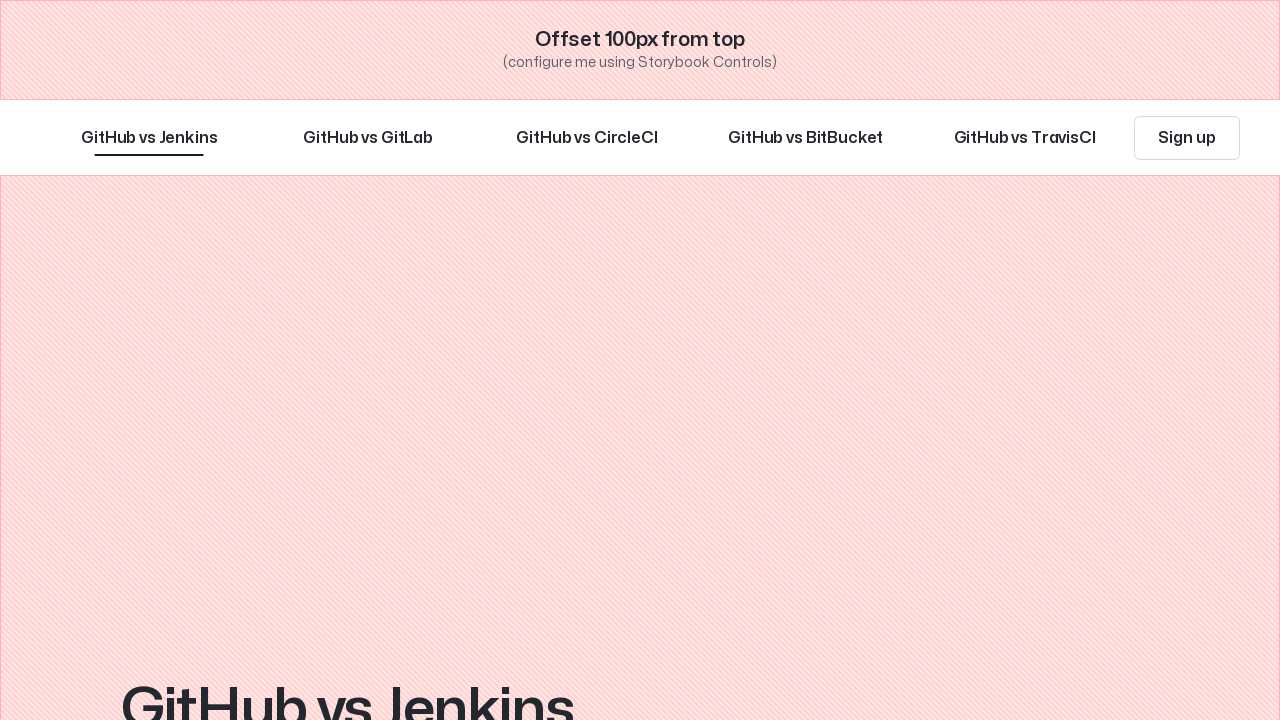 Offset 100px from top
(configure me using Storybook Controls)
GitHub vs Jenkins GitHub vs GitLab GitHub vs CircleCI GitHub vs BitBucket GitHub vs TravisCI Sign up
GitHub vs Jenkins